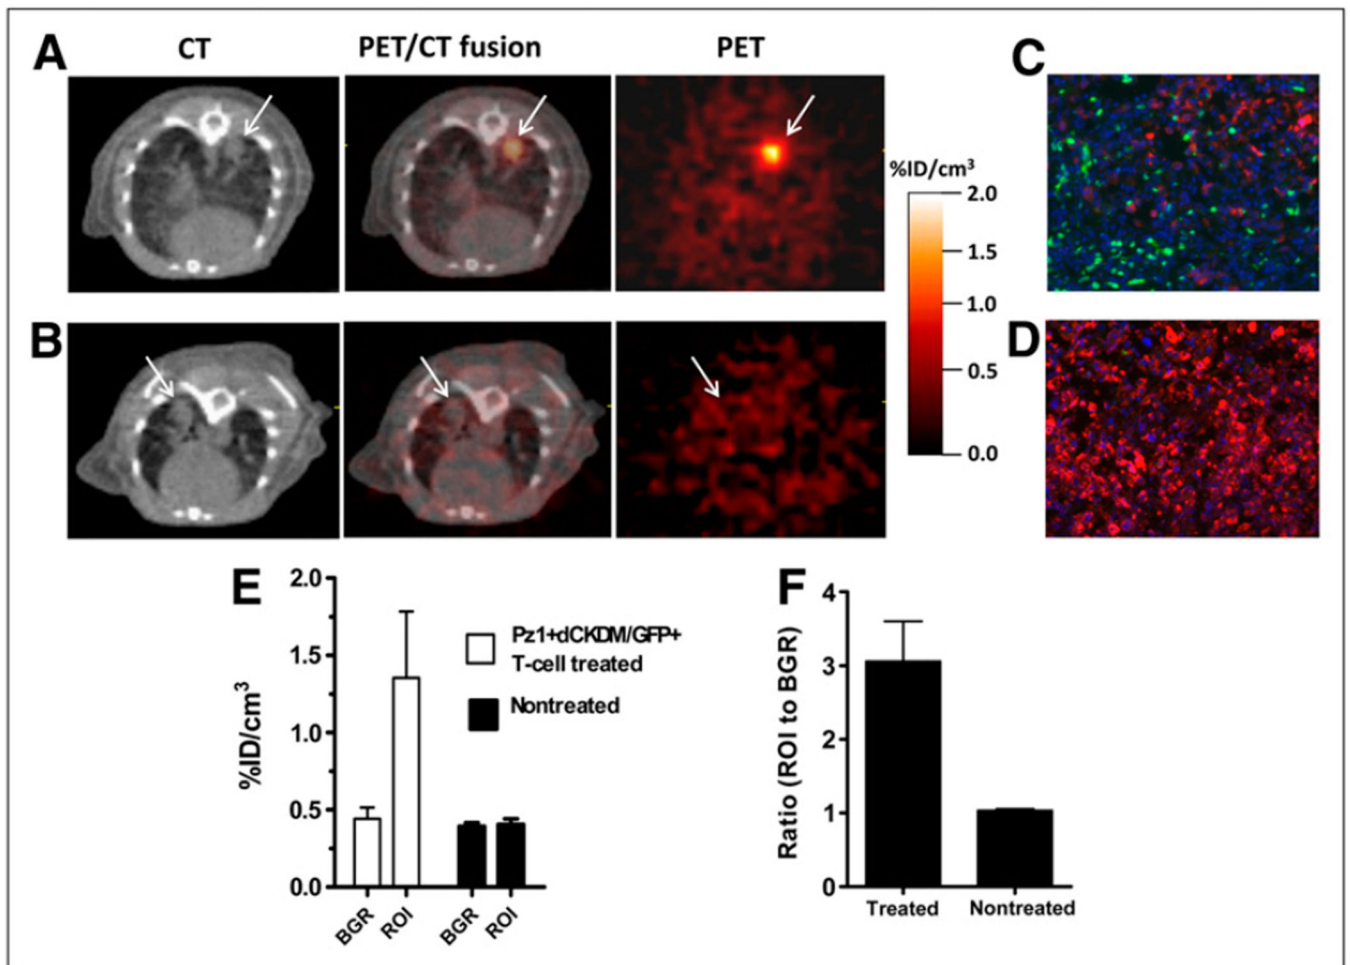 A
CT
PET/CT fusion
PET
C
%ID/cm³
2.0
1.5
1.0
0.5
0.0
B
D
E
%ID/cm³
2.0
1.5
1.0
0.5
0.0
BGR
ROI
BGR
ROI
Pz1+dCKDM/GFP+
T-cell treated
Nontreated
F
Ratio (ROI to BGR)
4
3
2
1
0
Treated
Nontreated